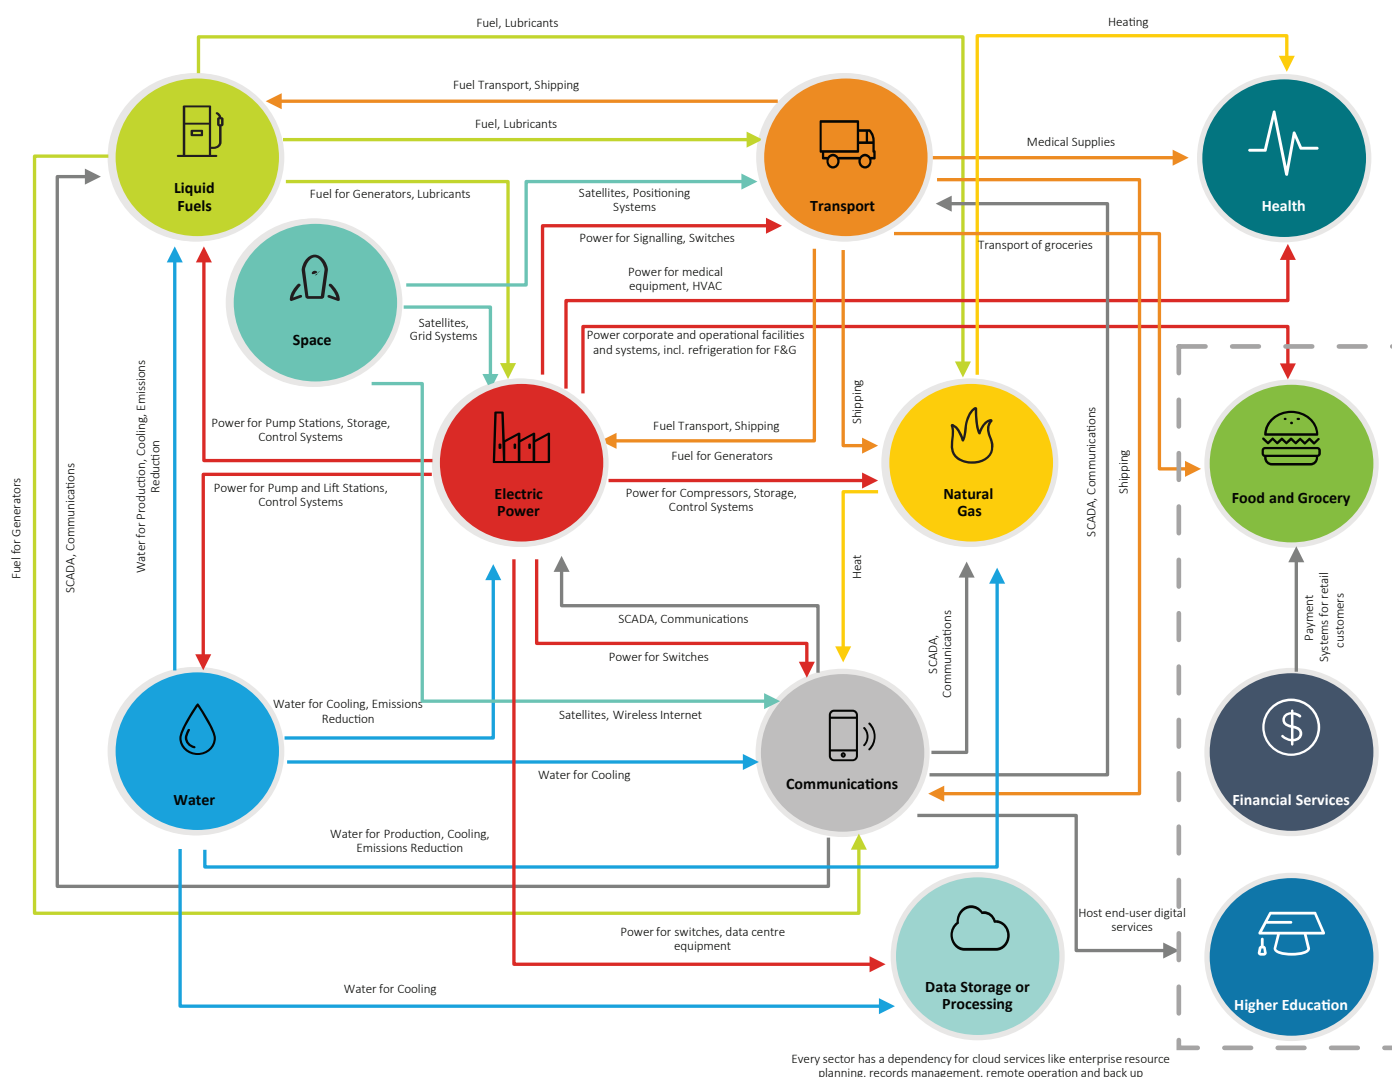 Fuel, Lubricants
Heating
Fuel Transport, Shipping
Fuel, Lubricants
Medical Supplies
Liquid
Fuels
Fuel for Generators, Lubricants
Satellites, Positioning
Systems
Transport
Health
Power for Signalling, Switches
Transport of groceries
Power for medical
equipment, HVAC
Space
Satellites,
Grid Systems
Power corporate and operational facilities
and systems, incl. refrigeration for F&G
Water for Production, Cooling, Emissions
Reduction
Shipping
Power for Pump Stations, Storage,
Control Systems
Fuel Transport, Shipping
Fuel for Generators
SCADA, Communications
Shipping
Power for Pump and Lift Stations,
Control Systems
Electric
Power
Power for Compressors, Storage,
Control Systems
Natural
Gas
Food and Grocery
Fuel for Generators
SCADA, Communications
Heat
SCADA, Communications
Power for Switches
SCADA,
Communications
Payment
Systems for retail
customers
Water for Cooling, Emissions
Reduction
Satellites, Wireless Internet
Water for Cooling
Communications
Water
Financial Services
Water for Production, Cooling,
Emissions Reduction
Host end-user digital
services
Power for switches, data centre
equipment
Water for Cooling
Data Storage or
Processing
Higher Education
Every sector has a dependency for cloud services like enterprise resource
planning, records management, remote operation and back up